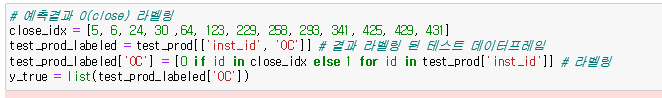 # 예측결과 0(close) 라벨링
close_idx = [5, 6, 24, 30 ,64, 123, 229, 258, 293, 341, 425, 429, 431]
test_prod_labeled = test_prod[['inst_id', 'OC']] # 결과 라벨링 된 테스트 데이터프레임
test_prod_labeled['OC'] = [0 if id in close_idx else 1 for id in test_prod['inst_id']] # 라벨링
y_true = list(test_prod_labeled['OC'])